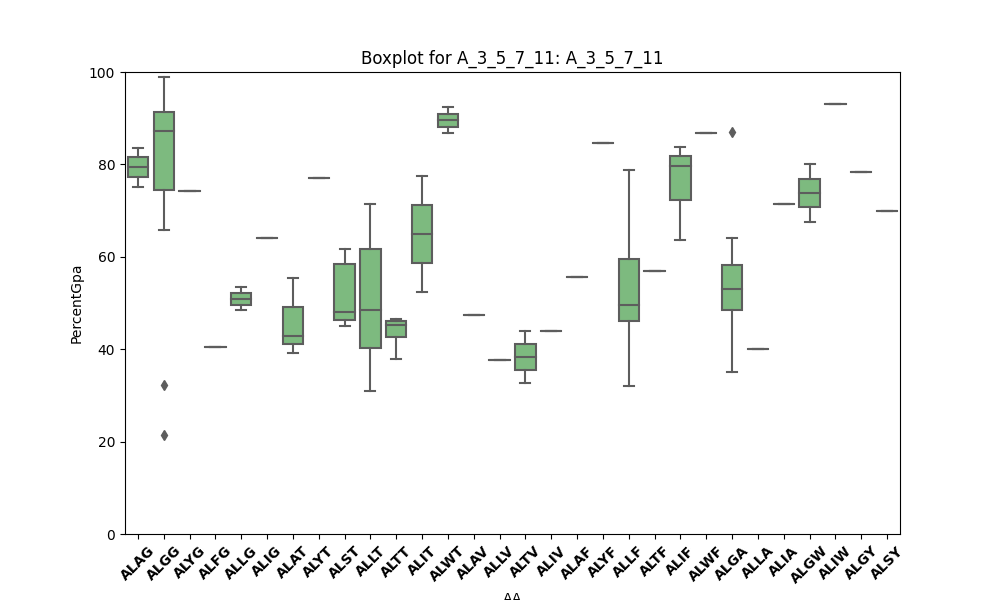 Boxplot for A_3_5_7_11: A_3_5_7_11
100
80
60
40
20
0
PercentGpa
ALAG ALGG ALYG ALFG ALLG ALIG ALAT ALYT ALST ALLT ALTT ALIT ALWT ALAV ALLV ALTV ALIV ALAF ALYF ALLF ALTF ALIF ALWF ALGA ALLA ALIA ALGW ALIW ALGY ALSY
AA